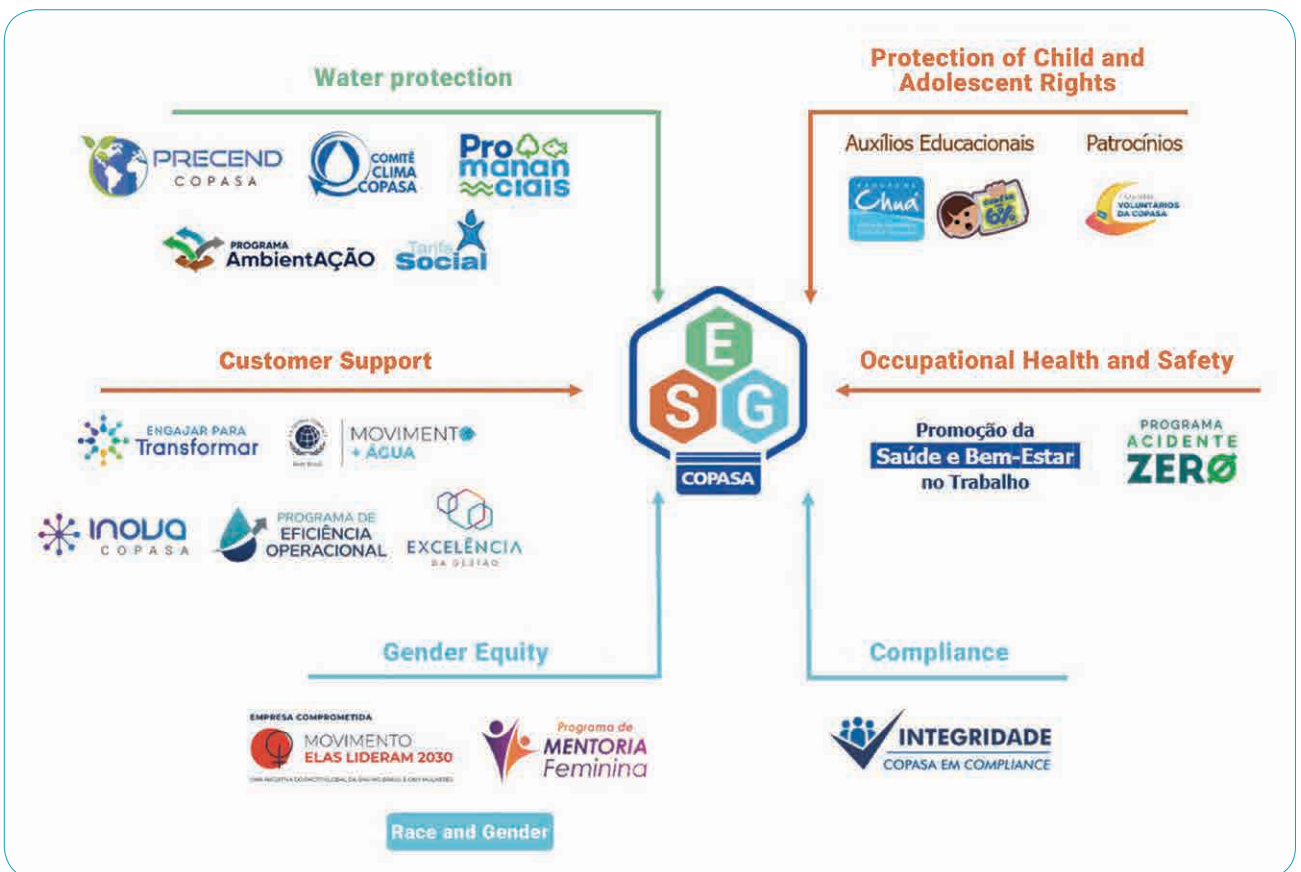 Water protection
PRECEND
COPASA
COMITÊ
CLIMA
COPASA
Pro
manan
ciais
PROGRAMA
AmbientAÇÃO
Tarifa
Social
Protection of Child and
Adolescent Rights
Auxílios Educacionais
Patrocínios
Chuá
6%
VOLUNTÁRIOS
DA COPASA
E
S
G
COPASA
Customer Support
ENGAJAR PARA
Transformar
MOVIMENTO
+ ÁGUA
INOVA
COPASA
PROGRAMA DE
EFICIÊNCIA
OPERACIONAL
EXCELÊNCIA
DA GESTÃO
Occupational Health and Safety
Promoção da
Saúde e Bem-Estar
no Trabalho
PROGRAMA
ACIDENTE
ZERØ
Gender Equity
EMPRESA COMPROMETIDA
MOVIMENTO
ELAS LIDERAM 2030
Programa de
MENTORIA
Feminina
Race and Gender
Compliance
INTEGRIDADE
COPASA EM COMPLIANCE